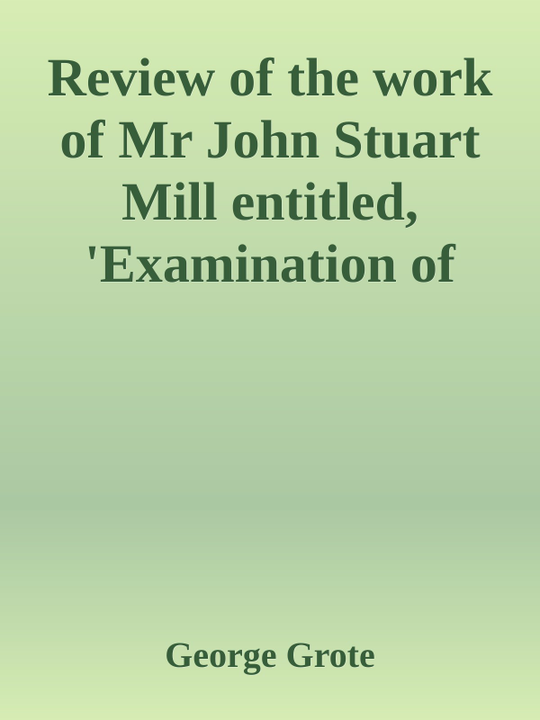 Review of the work
of Mr John Stuart
Mill entitled,
'Examination of
George Grote